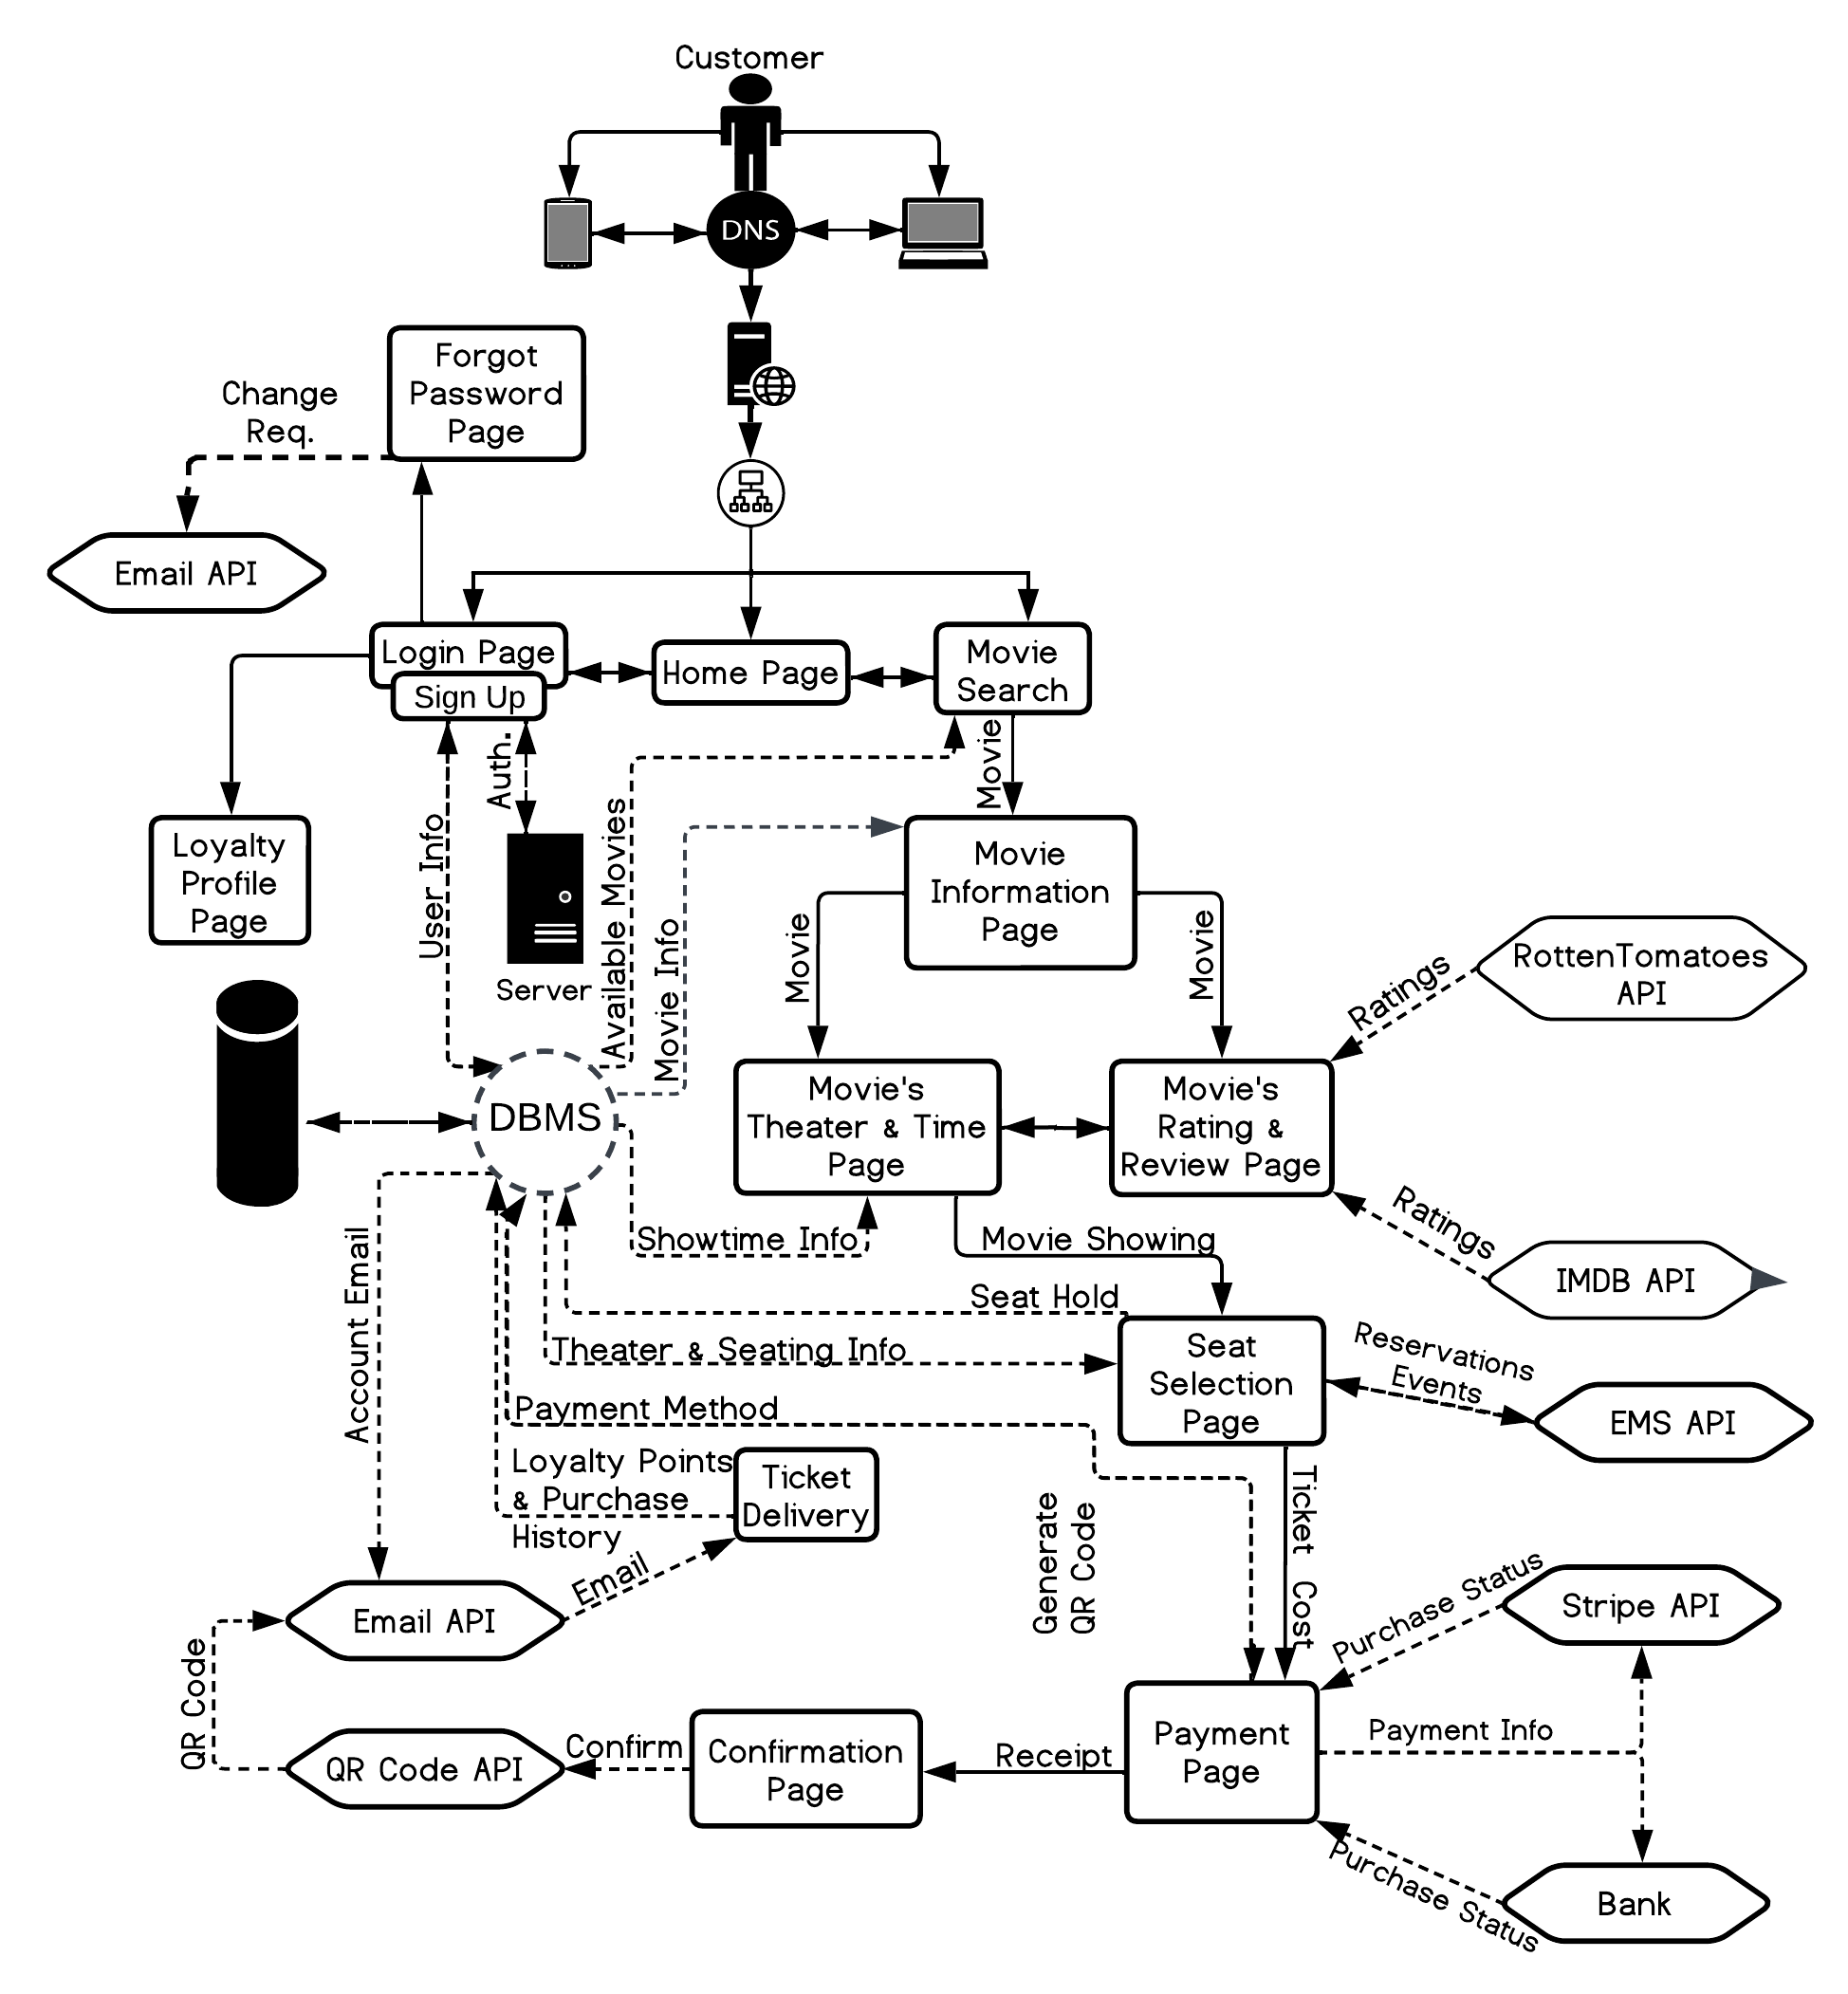 Customer
DNS
Forgot
Password
Page
Change
Req.
Email API
Login Page
Sign Up
Home Page
Movie
Search
Auth.
Movie
User Info
Available Movies
Movie Info
Loyalty
Profile
Page
Server
Movie
Information
Page
Movie
Movie
RottenTomatoes
API
Ratings
DBMS
Movie's
Theater & Time
Page
Movie's
Rating &
Review Page
Ratings
IMDB API
Showtime Info
Movie Showing
Seat Hold
Theater & Seating Info
Seat
Selection
Page
Reservations
Events
EMS API
Account Email
Payment Method
Loyalty Points
& Purchase
History
Ticket
Delivery
Email
Generate
QR Code
Ticket Cost
Email API
Purchase Status
Stripe API
QR Code
QR Code API
Confirm
Confirmation
Page
Receipt
Payment
Page
Payment Info
Purchase Status
Bank